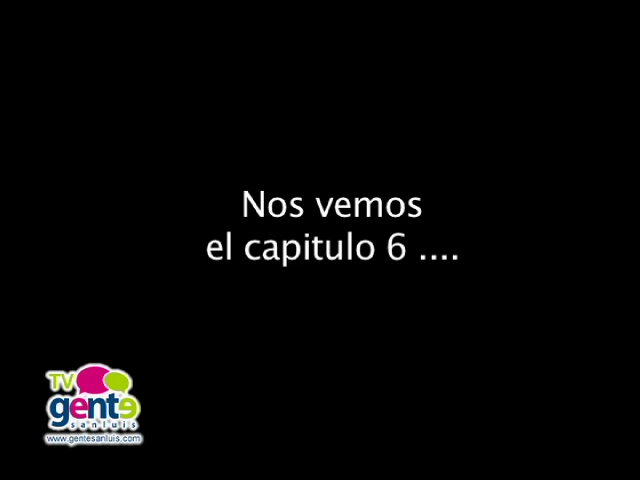 Nos vemos
el capitulo 6 ....
TV
gente
sanluis
www.gentesanluis.com